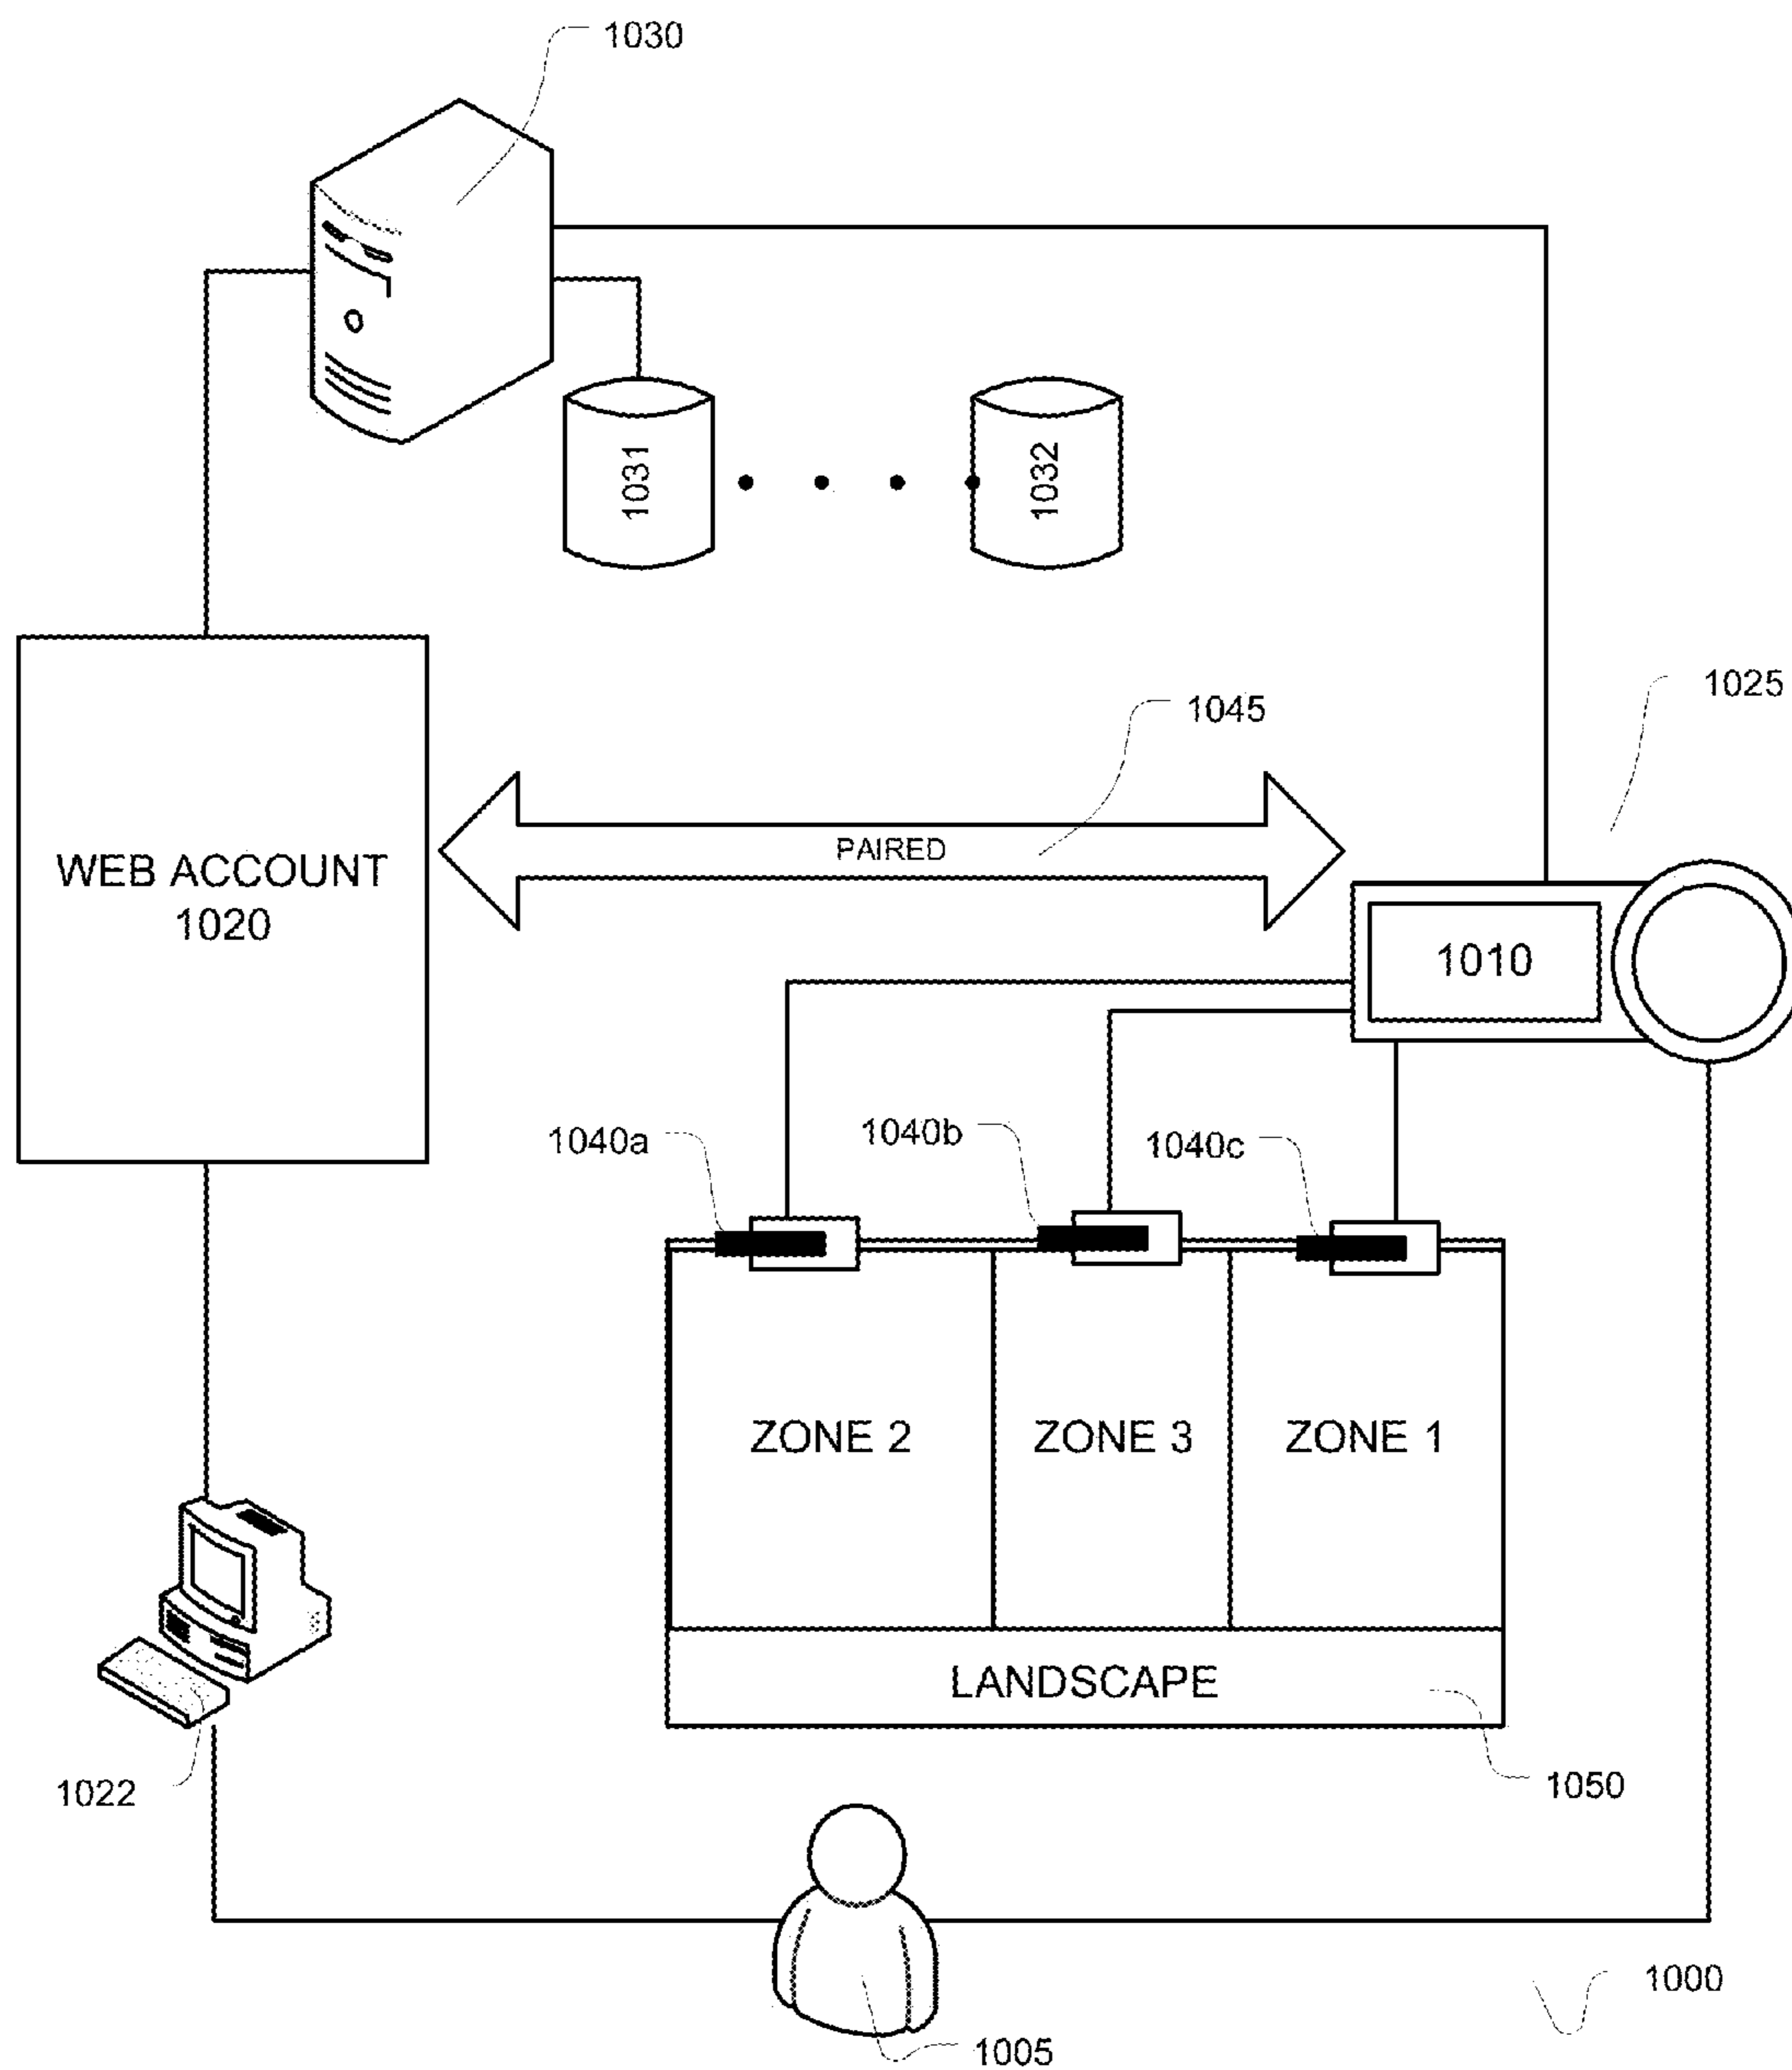 1030
1031
1032
1025
1045
PAIRED
WEB ACCOUNT
1020
1010
1040a
1040b
1040c
ZONE 2
ZONE 3
ZONE 1
LANDSCAPE
1022
1050
1000
1005